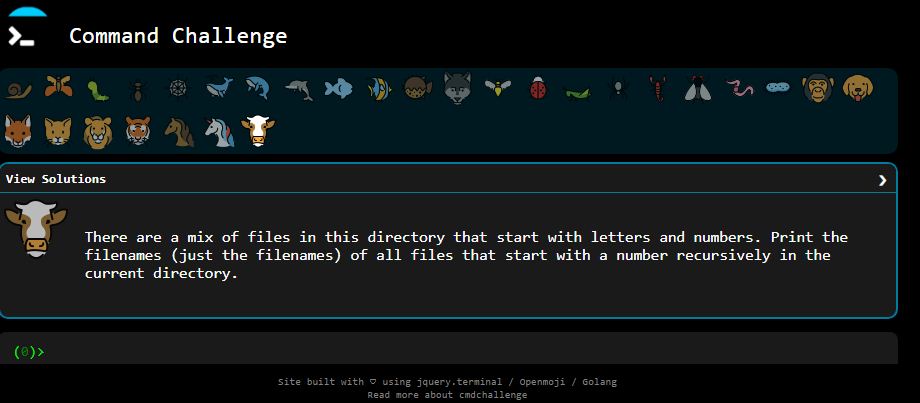 Command Challenge
View Solutions
There are a mix of files in this directory that start with letters and numbers. Print the
filenames (just the filenames) of all files that start with a number recursively in the
current directory.
(0)>
Site built with ♡ using jquery.terminal / Openmoji / Golang
Read more about cmdchallenge